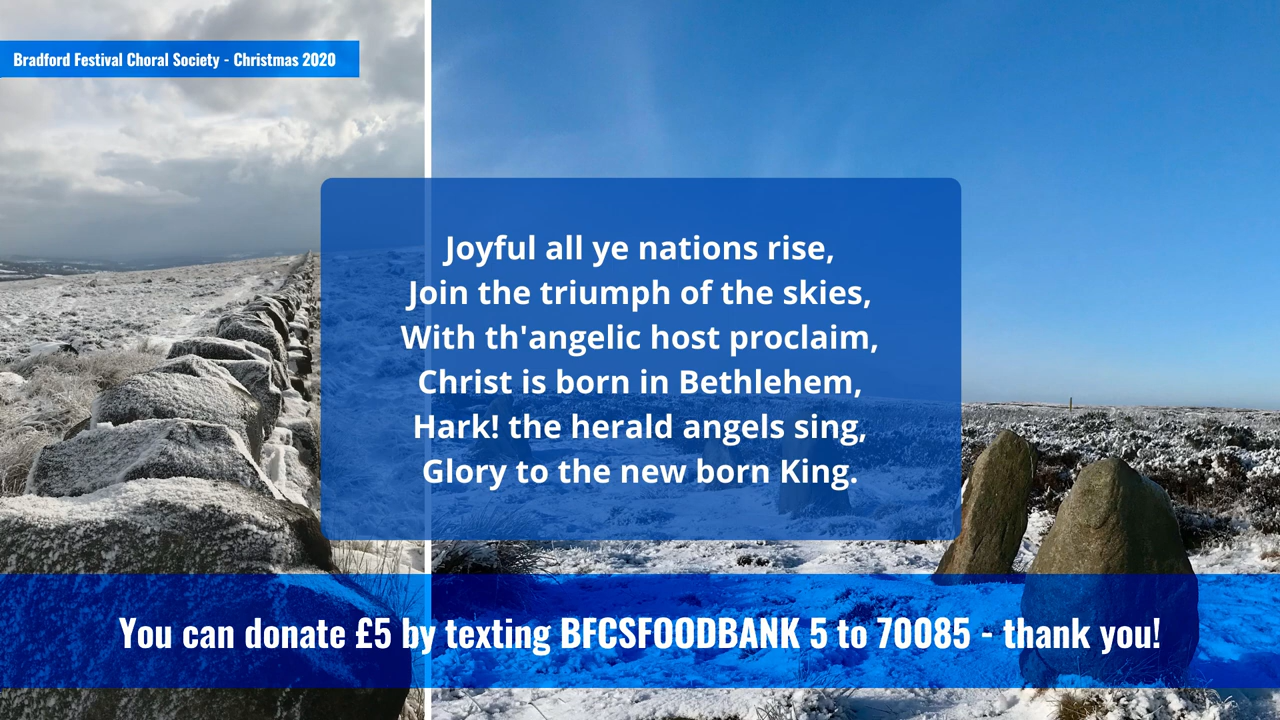 Bradford Festival Choral Society - Christmas 2020
Joyful all ye nations rise,
Join the triumph of the skies,
With th'angelic host proclaim,
Christ is born in Bethlehem,
Hark! the herald angels sing,
Glory to the new born King.
You can donate £5 by texting BFCSFOODBANK 5 to 70085 - thank you!